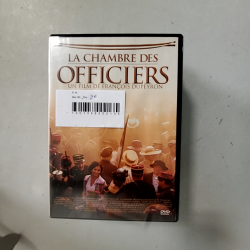 LA CHAMBRE DES
OFFICIERS
UN FILM DE FRANÇOIS DUPEYRON
DVD